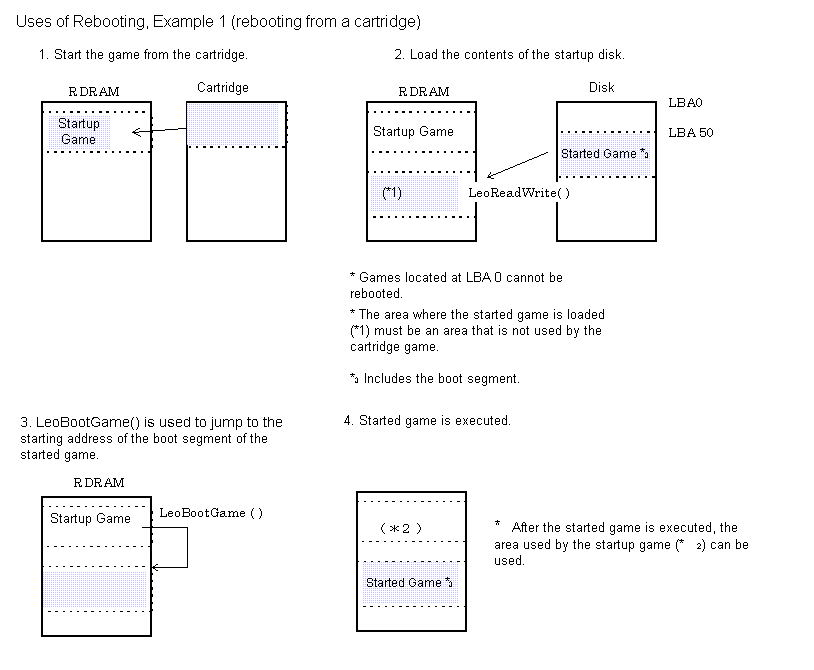 Uses of Rebooting, Example 1 (rebooting from a cartridge)
1. Start the game from the cartridge.
RDRAM
Cartridge
Startup
Game
2. Load the contents of the startup disk.
RDRAM
Disk
LBA0
LBA 50
Startup Game
Started Game *3
(*1)
LeoReadWrite( )
* Games located at LBA 0 cannot be
rebooted.
* The area where the started game is loaded
(*1) must be an area that is not used by the
cartridge game.
*3 Includes the boot segment.
3. LeoBootGame() is used to jump to the
starting address of the boot segment of the
started game.
RDRAM
Startup Game
LeoBootGame ( )
4. Started game is executed.
(*2)
Started Game *3
* After the started game is executed, the
area used by the startup game (* 2) can be
used.